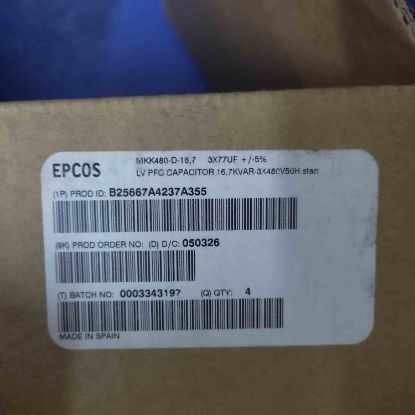 EPCOS
MKK480-D-16,7 3X77UF +/-5%
LV PFC CAPACITOR 16,7KVAR-3X480V50H stan
(1P) PROD ID: B25667A4237A355
(9K) PROD ORDER NO: (D) D/C: 050326
(T) BATCH NO: 0003343197 (Q) QTY: 4
MADE IN SPAIN